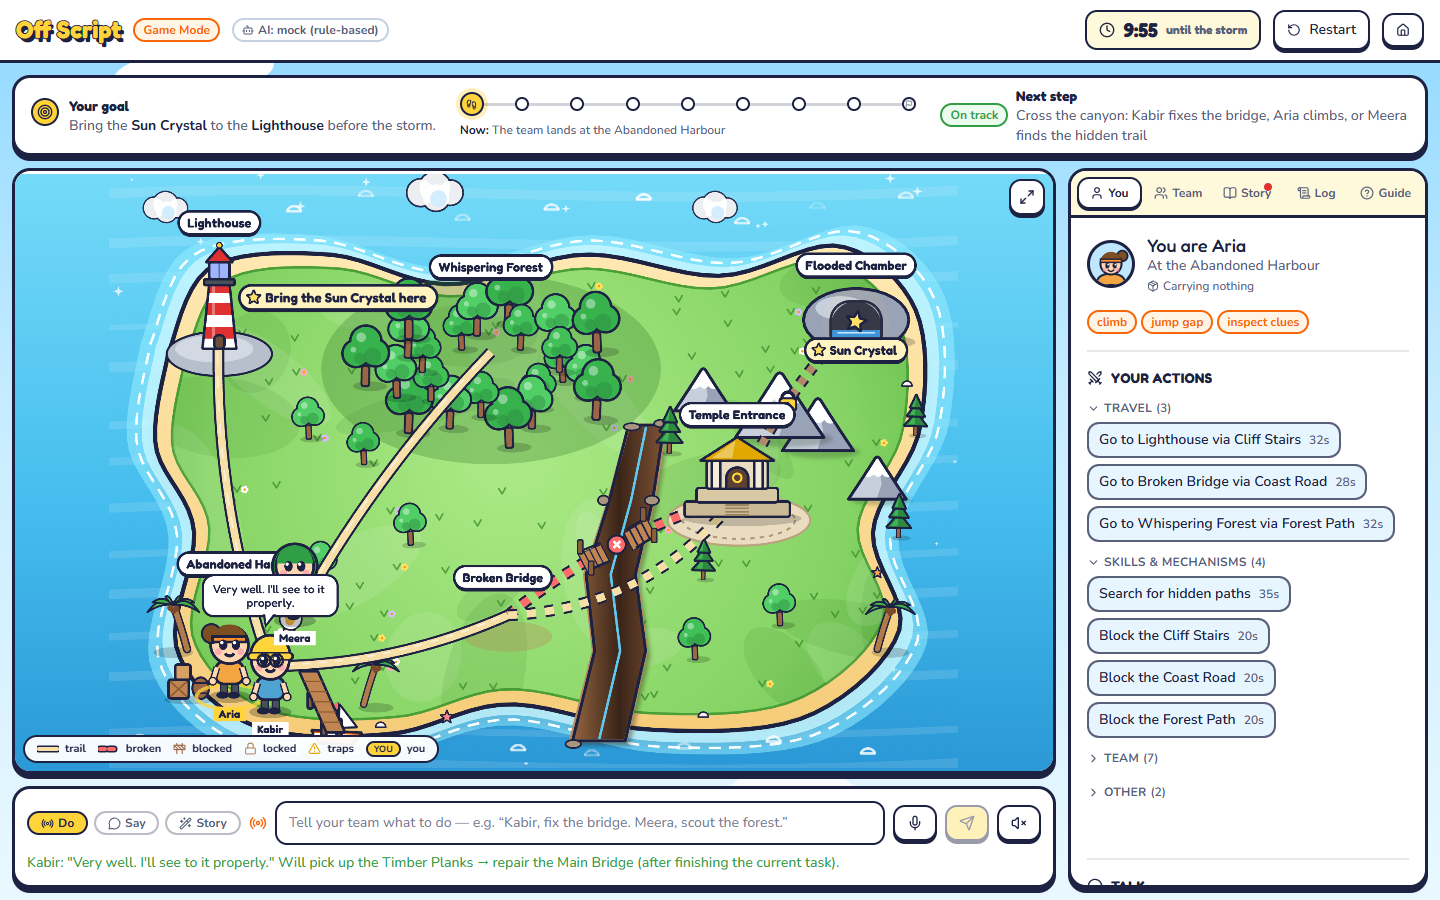 Off Script
Game Mode
AI: mock (rule-based)
9:55 until the storm
Restart
Your goal
Bring the Sun Crystal to the Lighthouse before the storm.
Now: The team lands at the Abandoned Harbour
On track
Next step
Cross the canyon: Kabir fixes the bridge, Aria climbs, or Meera
finds the hidden trail
Lighthouse
Whispering Forest
Flooded Chamber
Bring the Sun Crystal here
Sun Crystal
Temple Entrance
Abandoned Ha
Broken Bridge
Very well. I'll see to it
properly.
Meera
Aria
Kabir
trail
broken
blocked
locked
traps
YOU you
Do
Say
Story
Tell your team what to do — e.g. “Kabir, fix the bridge. Meera, scout the forest.”
Kabir: "Very well. I'll see to it properly." Will pick up the Timber Planks → repair the Main Bridge (after finishing the current task).
You
Team
Story
Log
Guide
You are Aria
At the Abandoned Harbour
Carrying nothing
climb
jump gap
inspect clues
YOUR ACTIONS
TRAVEL (3)
Go to Lighthouse via Cliff Stairs 32s
Go to Broken Bridge via Coast Road 28s
Go to Whispering Forest via Forest Path 32s
SKILLS & MECHANISMS (4)
Search for hidden paths 35s
Block the Cliff Stairs 20s
Block the Coast Road 20s
Block the Forest Path 20s
TEAM (7)
OTHER (2)
TALK